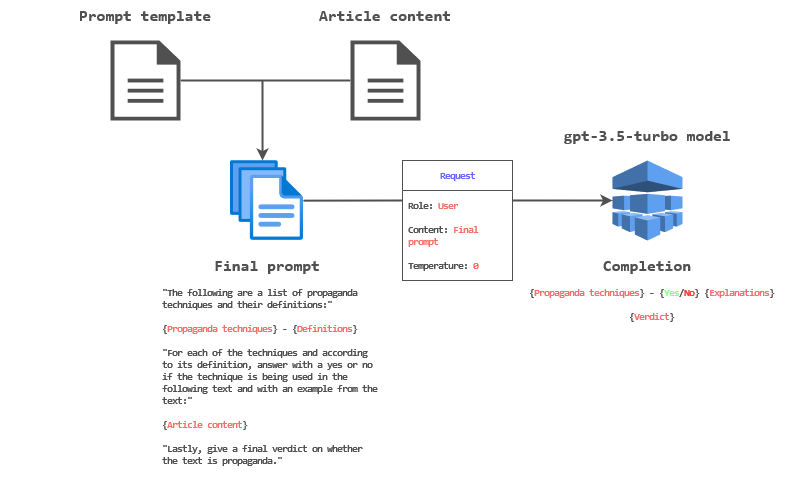 Prompt template
Article content
gpt-3.5-turbo model
Request
Role: User
Content: Final
prompt
Temperature: 0
Final prompt
"The following are a list of propaganda
techniques and their definitions:"
{Propaganda techniques} - {Definitions}
"For each of the techniques and according
to its definition, answer with a yes or no
if the technique is being used in the
following text and with an example from the
text:"
{Article content}
"Lastly, give a final verdict on whether
the text is propaganda."
Completion
{Propaganda techniques} - {Yes/No} {Explanations}
{Verdict}